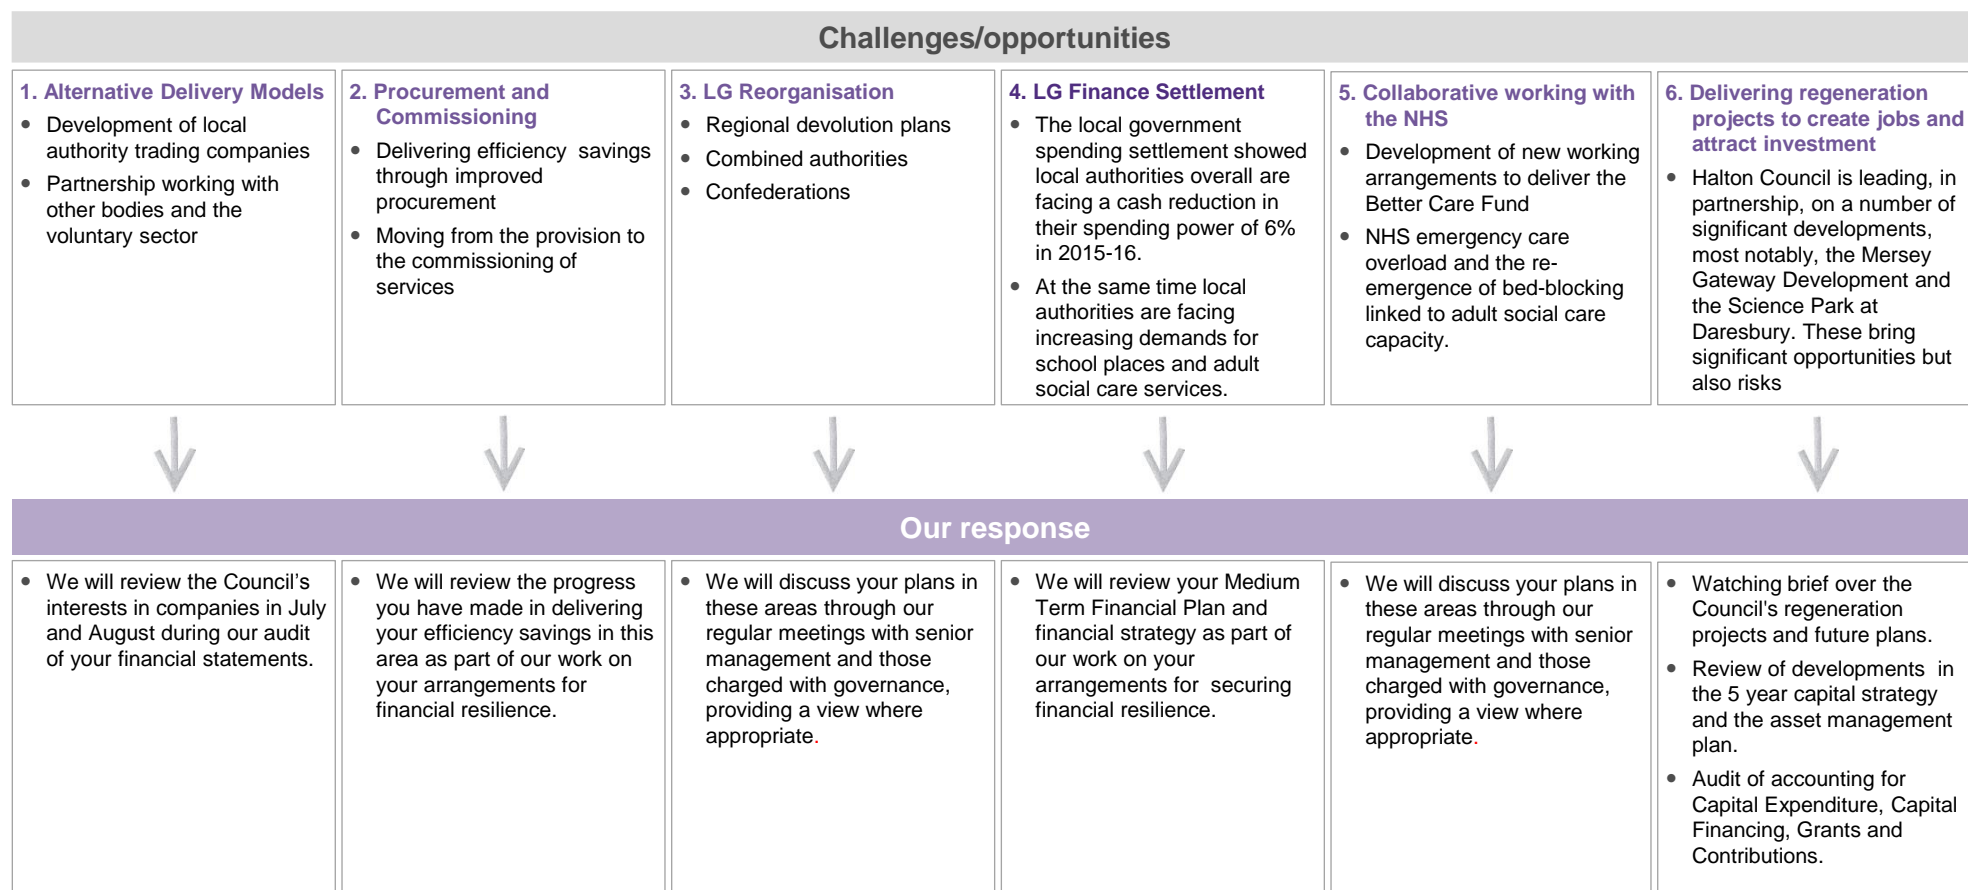 Challenges/opportunities
1. Alternative Delivery Models
• Development of local
authority trading companies
• Partnership working with
other bodies and the
voluntary sector
2. Procurement and
Commissioning
• Delivering efficiency savings
through improved
procurement
• Moving from the provision to
the commissioning of
services
3. LG Reorganisation
• Regional devolution plans
• Combined authorities
• Confederations
4. LG Finance Settlement
• The local government
spending settlement showed
local authorities overall are
facing a cash reduction in
their spending power of 6%
in 2015-16.
• At the same time local
authorities are facing
increasing demands for
school places and adult
social care services.
5. Collaborative working with
the NHS
• Development of new working
arrangements to deliver the
Better Care Fund
• NHS emergency care
overload and the re-
emergence of bed-blocking
linked to adult social care
capacity.
6. Delivering regeneration
projects to create jobs and
attract investment
• Halton Council is leading, in
partnership, on a number of
significant developments,
most notably, the Mersey
Gateway Development and
the Science Park at
Daresbury. These bring
significant opportunities but
also risks
Our response
• We will review the Council’s
interests in companies in July
and August during our audit
of your financial statements.
• We will review the progress
you have made in delivering
your efficiency savings in this
area as part of our work on
your arrangements for
financial resilience.
• We will discuss your plans in
these areas through our
regular meetings with senior
management and those
charged with governance,
providing a view where
appropriate.
• We will review your Medium
Term Financial Plan and
financial strategy as part of
our work on your
arrangements for securing
financial resilience.
• We will discuss your plans in
these areas through our
regular meetings with senior
management and those
charged with governance,
providing a view where
appropriate.
• Watching brief over the
Council's regeneration
projects and future plans.
• Review of developments in
the 5 year capital strategy
and the asset management
plan.
• Audit of accounting for
Capital Expenditure, Capital
Financing, Grants and
Contributions.